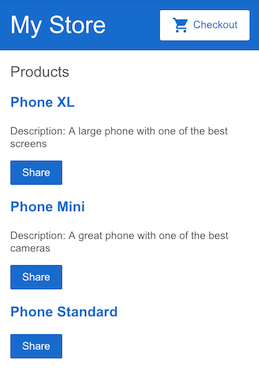 My Store
Checkout
Products
Phone XL
Description: A large phone with one of the best
screens
Share
Phone Mini
Description: A great phone with one of the best
cameras
Share
Phone Standard
Share